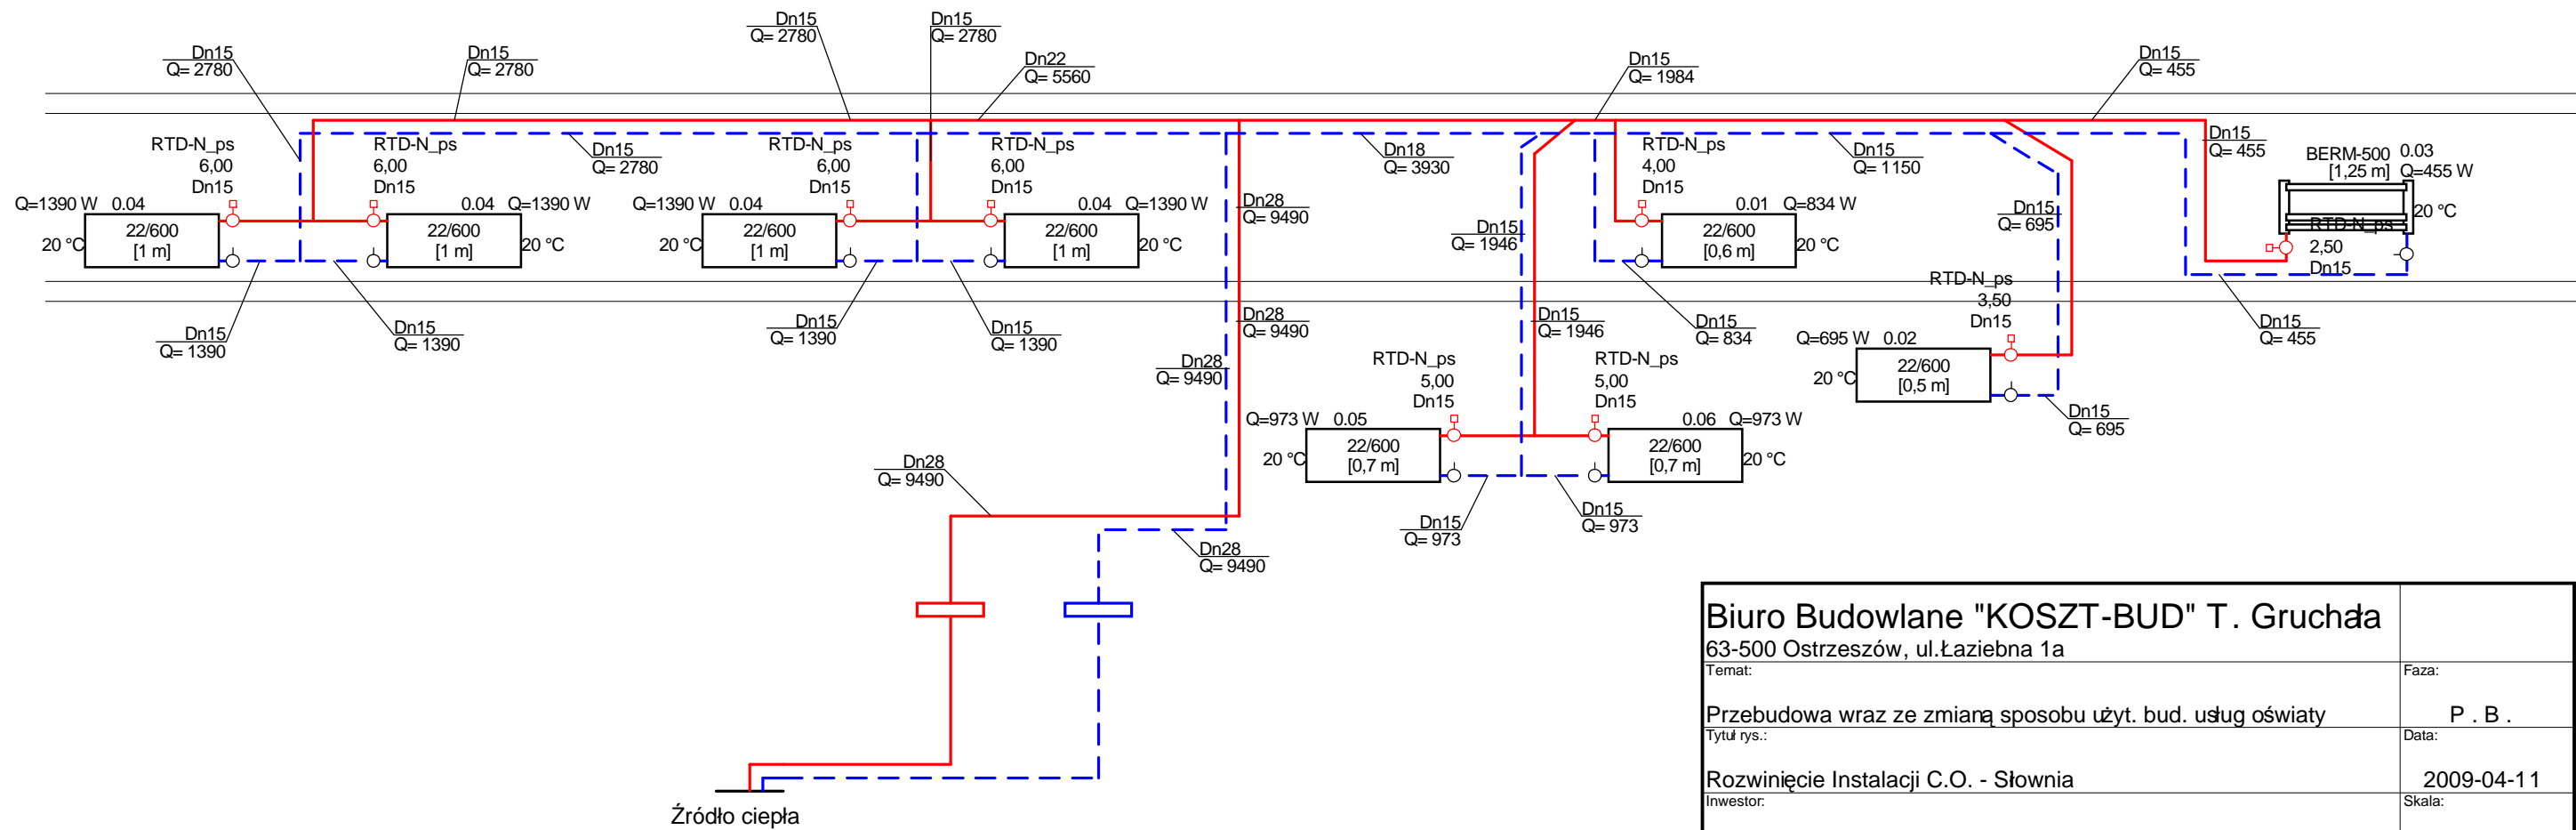 Dn15
Q= 2780
Dn15
Q= 2780
Dn15
Q= 2780
Dn15
Q= 2780
Dn22
Q= 5560
Dn15
Q= 1984
Dn15
Q= 455
RTD-N_ps
6,00
Dn15
RTD-N_ps
6,00
Dn15
Dn15
Q= 2780
RTD-N_ps
6,00
Dn15
RTD-N_ps
6,00
Dn15
Dn18
Q= 3930
RTD-N_ps
4,00
Dn15
Dn15
Q= 1150
Dn15
Q= 455
BERM-500 0.03
[1,25 m] Q=455 W
20 °C
RTD-N_ps
2,50
Dn15
Q=1390 W 0.04
22/600
[1 m]
20 °C
0.04 Q=1390 W
22/600
[1 m]
20 °C
Q=1390 W 0.04
22/600
[1 m]
20 °C
0.04 Q=1390 W
22/600
[1 m]
20 °C
Dn28
Q= 9490
Dn15
Q= 1946
0.01 Q=834 W
22/600
[0,6 m]
20 °C
Dn15
Q= 695
Dn15
Q= 1390
Dn15
Q= 1390
Dn15
Q= 1390
Dn15
Q= 1390
Dn28
Q= 9490
Dn28
Q= 9490
Dn15
Q= 1946
Dn15
Q= 834
RTD-N_ps
3,50
Dn15
Dn15
Q= 455
Q=695 W 0.02
22/600
[0,5 m]
20 °C
Dn15
Q= 695
RTD-N_ps
5,00
Dn15
RTD-N_ps
5,00
Dn15
Q=973 W 0.05
22/600
[0,7 m]
20 °C
0.06 Q=973 W
22/600
[0,7 m]
20 °C
Dn28
Q= 9490
Dn15
Q= 973
Dn15
Q= 973
Dn28
Q= 9490
Źródło ciepła
Biuro Budowlane "KOSZT-BUD" T. Gruchała
63-500 Ostrzeszów, ul.Łaziebna 1a
Temat:
Faza:
Przebudowa wraz ze zmianą sposobu użyt. bud. usług oświaty
P . B .
Tytuł rys.:
Data:
Rozwinięcie Instalacji C.O. - Słownia
2009-04-11
Inwestor:
Skala: